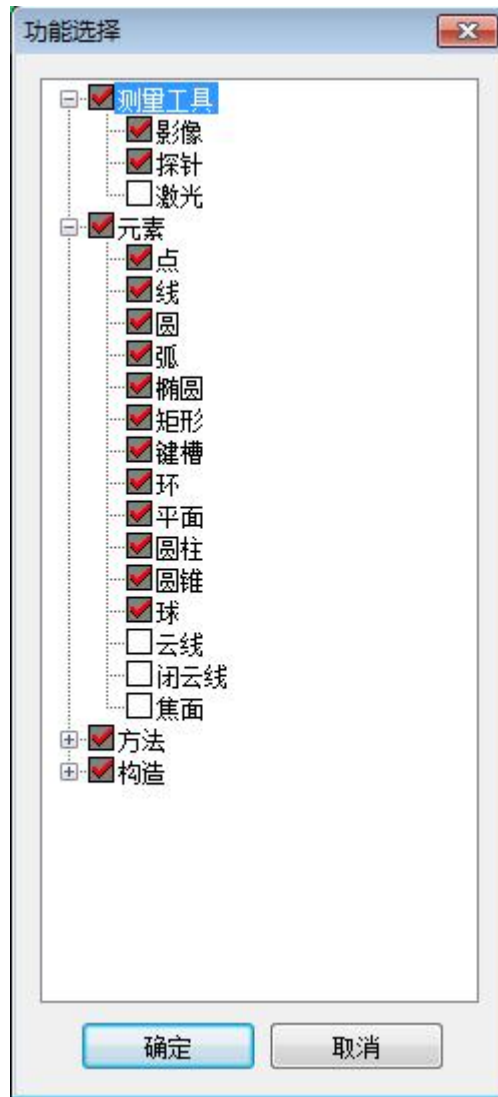 功能选择
测量工具
影像
探针
激光
元素
点
线
圆
弧
椭圆
矩形
键槽
环
平面
圆柱
圆锥
球
云线
闭云线
焦面
方法
构造
确定
取消